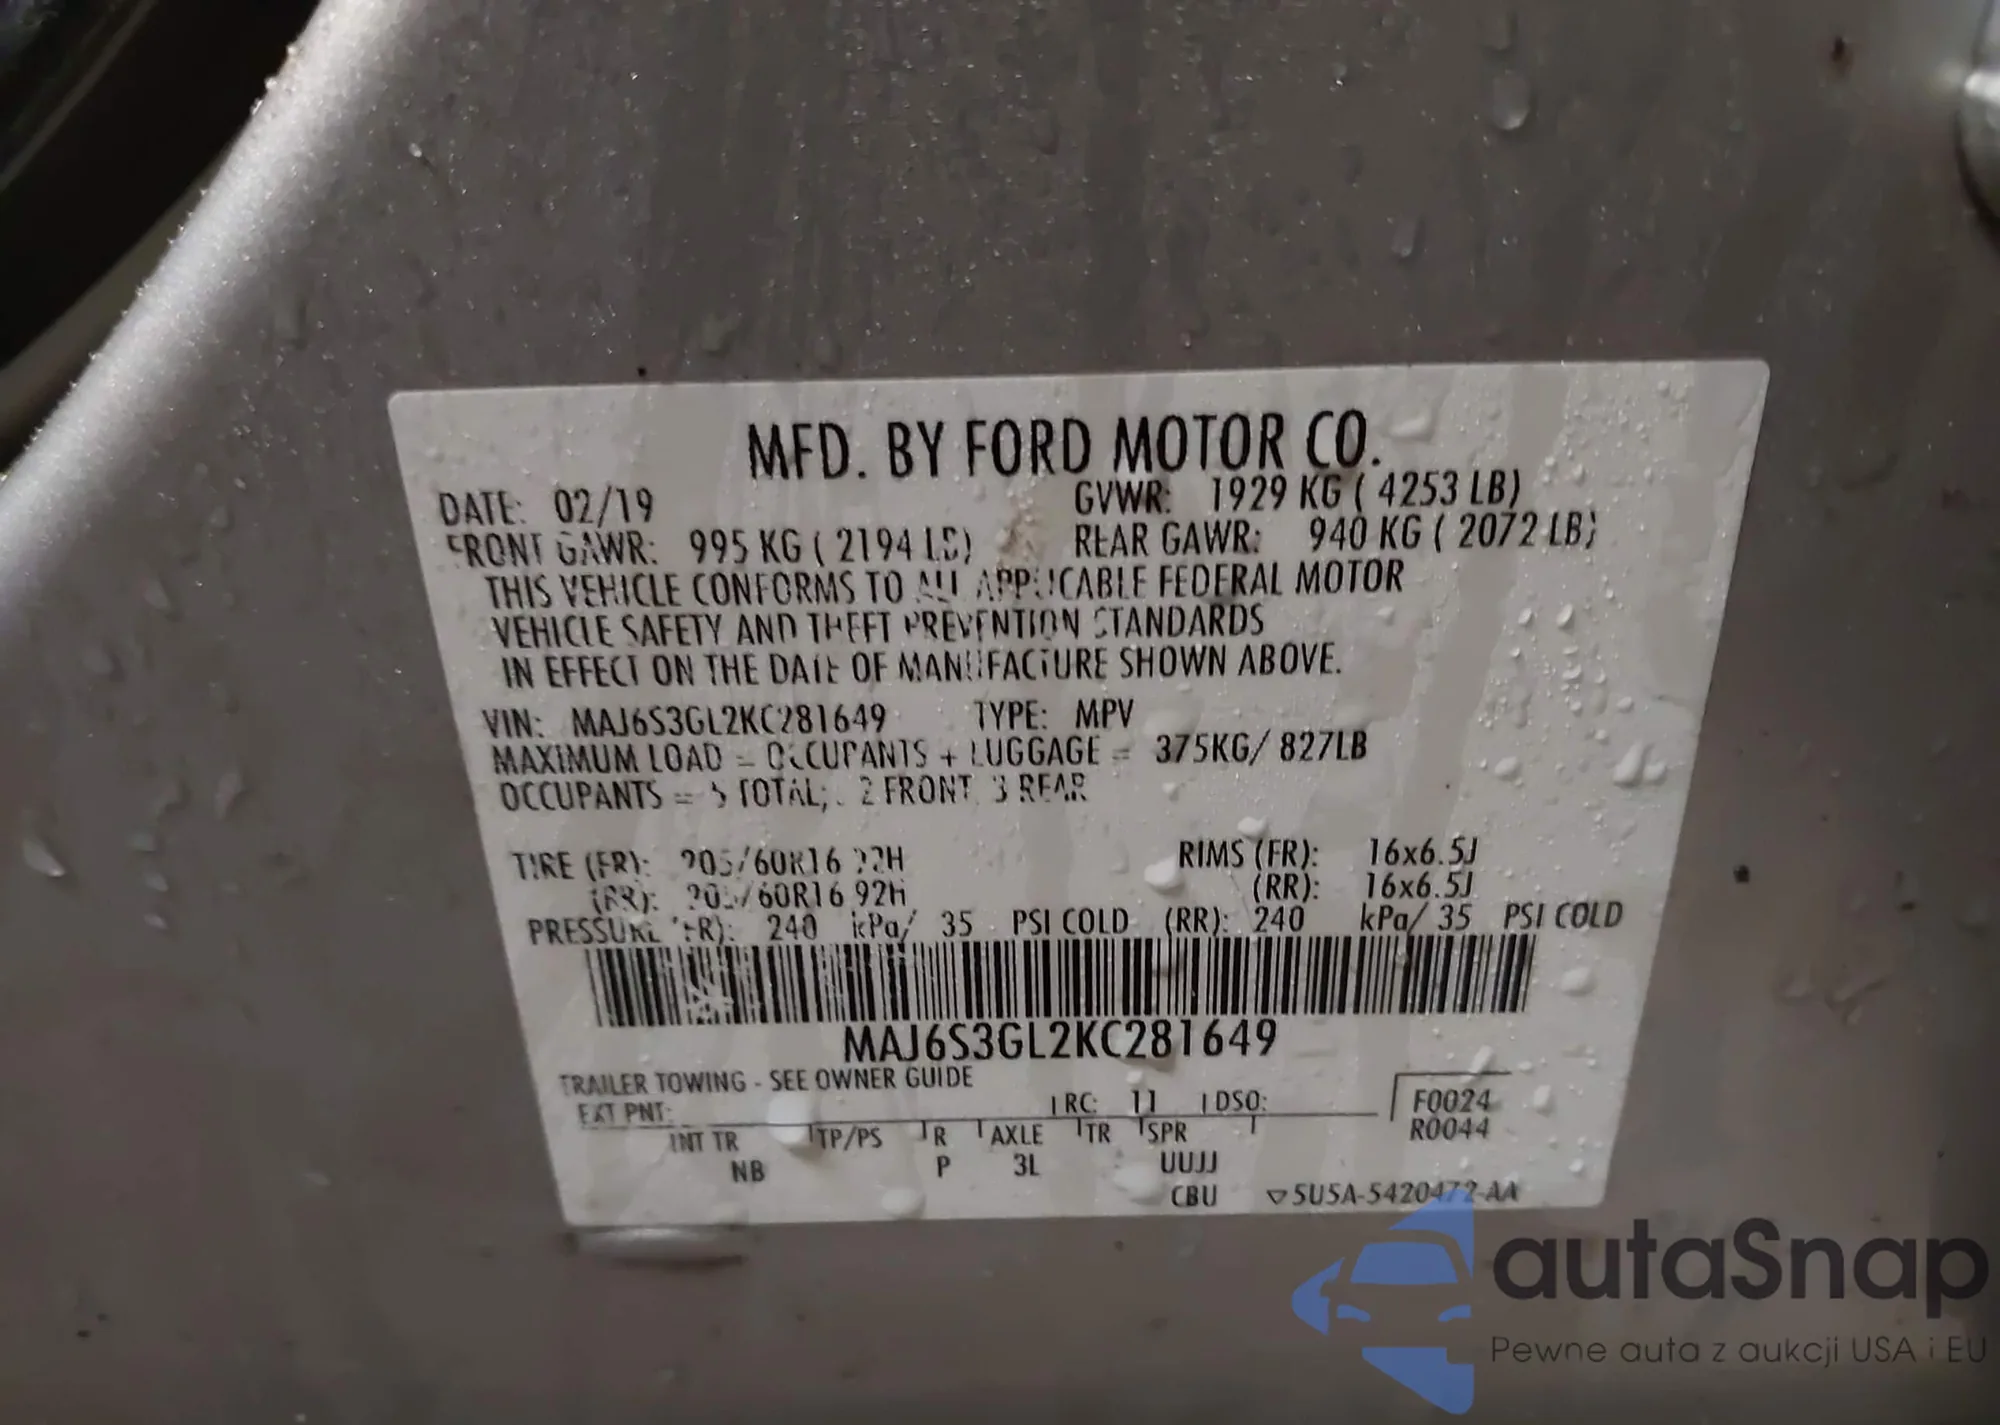 MFD. BY FORD MOTOR CO.
DATE: 02/19 GVWR: 1929 KG ( 4253 LB)
FRONT GAWR: 995 KG ( 2194 LB) REAR GAWR: 940 KG ( 2072 LB)
THIS VEHICLE CONFORMS TO ALL APPLICABLE FEDERAL MOTOR
VEHICLE SAFETY AND THEFT PREVENTION STANDARDS
IN EFFECT ON THE DATE OF MANUFACTURE SHOWN ABOVE.
VIN: MAJ6S3GL2KC281649 TYPE: MPV
MAXIMUM LOAD = OCCUPANTS + LUGGAGE = 375KG/ 827LB
OCCUPANTS = 5 TOTAL; 2 FRONT, 3 REAR
TIRE (FR): 205/60R16 92H RIMS (FR): 16x6.5J
(RR): 205/60R16 92H (RR): 16x6.5J
PRESSURE (FR): 240 kPa/ 35 PSI COLD (RR): 240 kPa/ 35 PSI COLD
MAJ6S3GL2KC281649
TRAILER TOWING - SEE OWNER GUIDE
EXT PNT: RC: 11 DSO: F0024
INT TR TP/PS R AXLE TR SPR R0044
NB P 3L UUJJ
CBU ▽5U5A-5420472-AA
autaSnap
Pewne auta z aukcji USA i EU